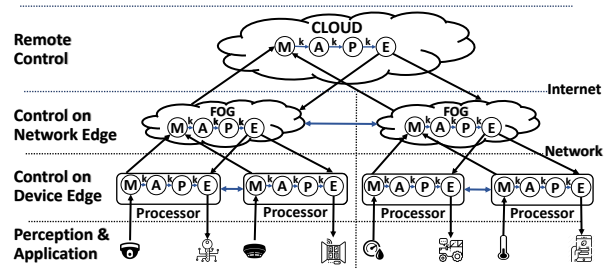 CLOUD
Remote
Control
M k A k P k E
Internet
Control on
Network Edge
FOG
M k A k P k E
FOG
M k A k P k E
Network
Control on
Device Edge
M k A k P k E
M k A k P k E
M k A k P k E
M k A k P k E
Processor
Processor
Processor
Processor
Perception &
Application